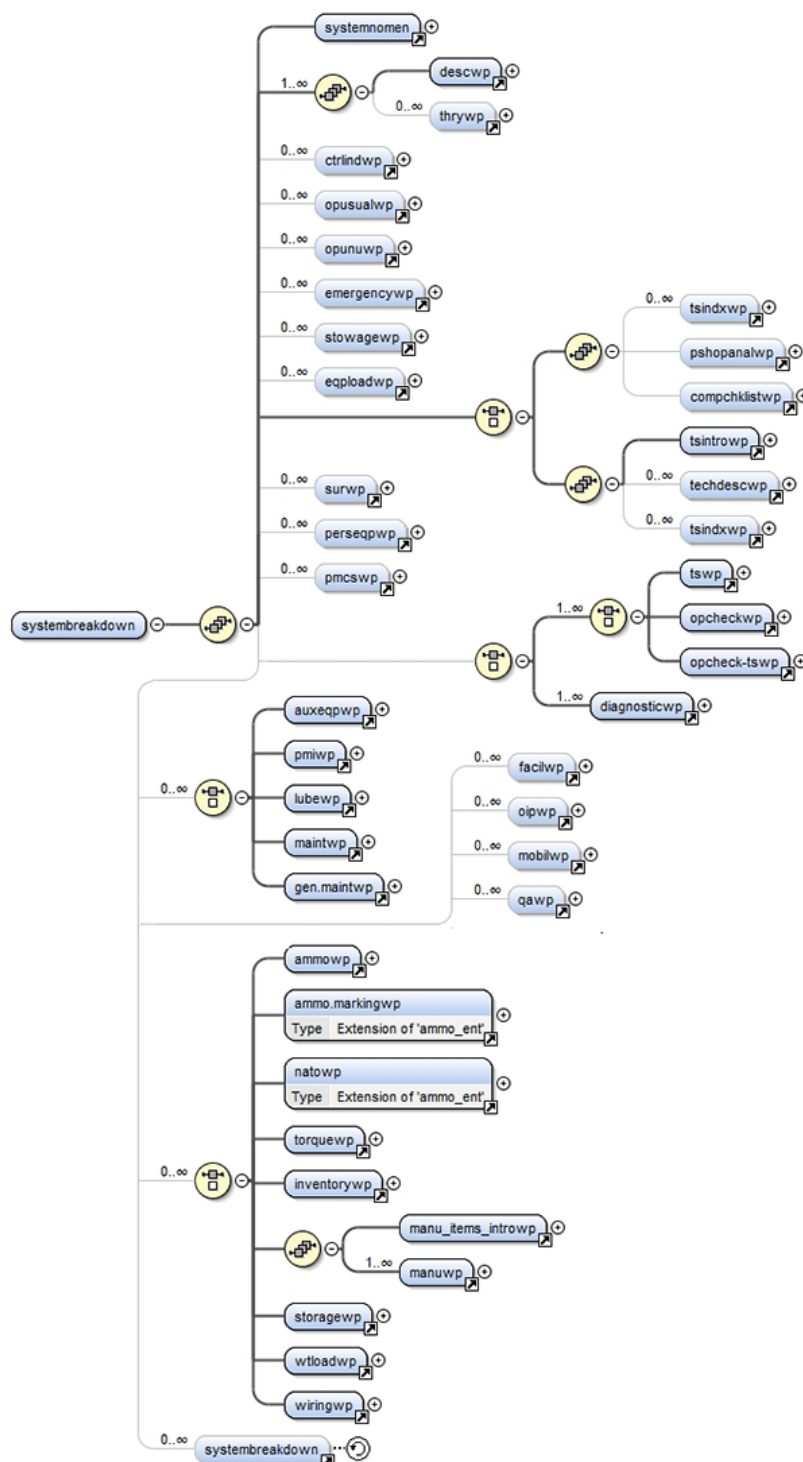 systemnomen
1..∞
descwp
0..∞
thrywp
0..∞
ctrlindwp
0..∞
opusualwp
0..∞
opunuwp
0..∞
emergencywp
0..∞
stowagewp
0..∞
eqploadwp
0..∞
tsindxwp
pshopanalwp
compchklistwp
tsintrowp
0..∞
techdescwp
0..∞
tsindxwp
0..∞
surwp
0..∞
perseqpwp
0..∞
pmcswp
systembreakdown
1..∞
tswp
opcheckwp
opcheck-tswp
1..∞
diagnosticwp
0..∞
auxeqpwp
pmiwp
lubewp
maintwp
gen.maintwp
0..∞
facilwp
0..∞
oipwp
0..∞
mobilwp
0..∞
qawp
0..∞
ammowp
ammo.markingwp
Type Extension of 'ammo_ent'
natowp
Type Extension of 'ammo_ent'
torquewp
inventorywp
manu_items_introwp
1..∞
manuwp
storagewp
wtloadwp
wiringwp
0..∞
systembreakdown